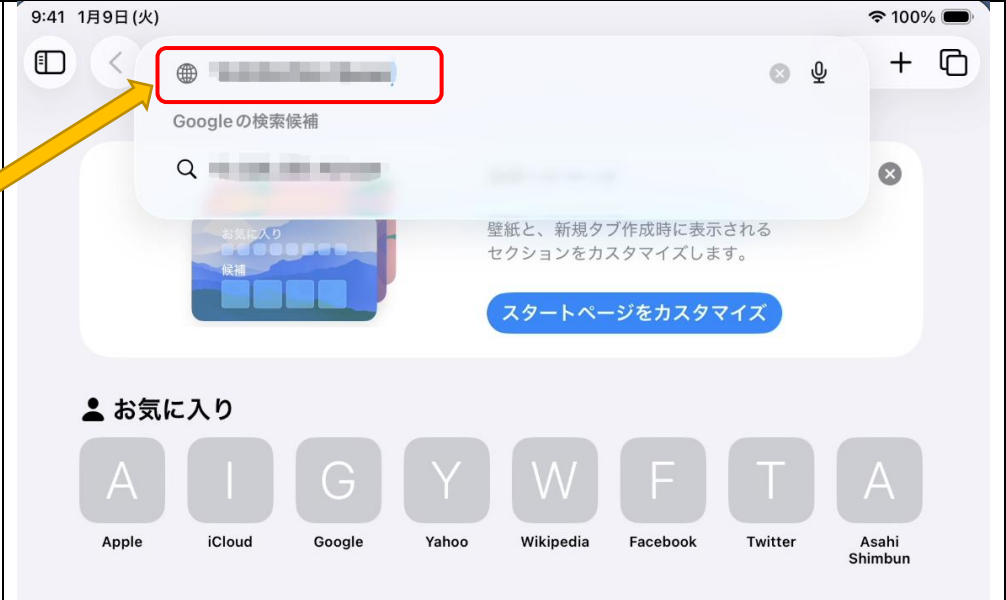 9:41 1月9日(火)
100%
Googleの検索候補
お気に入り
候補
壁紙と、新規タブ作成時に表示される
セクションをカスタマイズします。
スタートページをカスタマイズ
お気に入り
A I G Y W F T A
Apple iCloud Google Yahoo Wikipedia Facebook Twitter Asahi
Shimbun